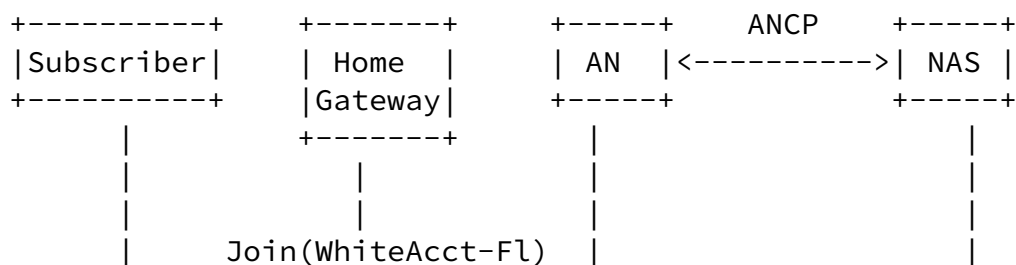 +----------+ +-------+ +-----+ ANCP +-----+
|Subscriber| | Home | | AN |<---------->| NAS |
+----------+ |Gateway| +-----+ +-----+
| +-------+ | |
| | | |
| | | |
| Join(WhiteAcct-Fl) | |